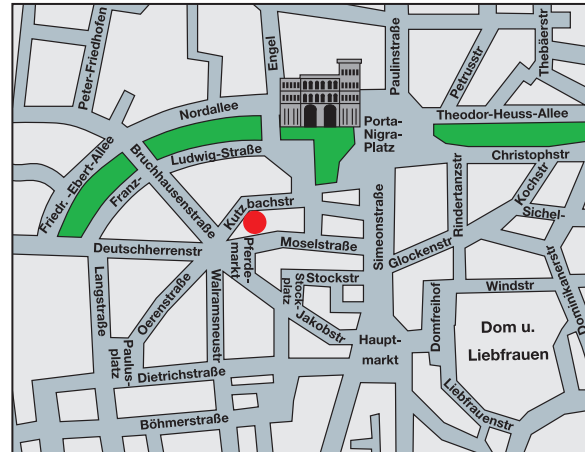 Peter-Friedhofen
Engel
Paulinstraße
Petrusstr
Thebäerstr
Nordallee
Porta-
Nigra-
Platz
Theodor-Heuss-Allee
Christophstr
Friedr.-Ebert-Allee
Franz-
Ludwig-Straße
Bruchhausenstraße
Kutzbachstr
Simeonstraße
Rindertanzstr
Kochstr
Sichel-
Deutschherrenstr
Pferde-
markt
Moselstraße
Glockenstr
Dominikanerstr
Langstraße
Oerenstraße
Walramsneustr
Stockstr
Stock-
platz
Jakobstr
Windstr
Domfreihof
Dom u.
Liebfrauen
Haupt-
markt
Paulus-
platz
Dietrichstraße
Liebfrauenstr
Böhmerstraße